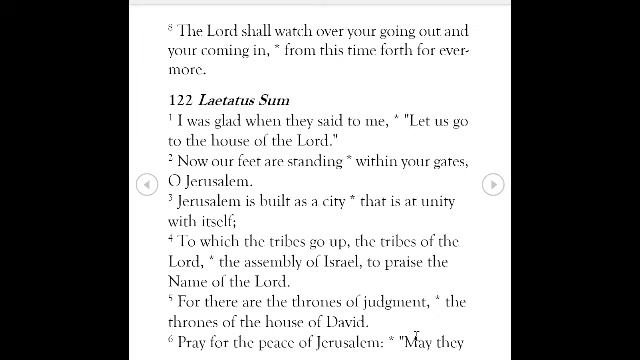 8 The Lord shall watch over your going out and
your coming in, * from this time forth for ever-
more.
122 Laetatus Sum
1 I was glad when they said to me, * "Let us go
to the house of the Lord."
2 Now our feet are standing * within your gates,
O Jerusalem.
3 Jerusalem is built as a city * that is at unity
with itself;
4 To which the tribes go up, the tribes of the
Lord, * the assembly of Israel, to praise the
Name of the Lord.
5 For there are the thrones of judgment, * the
thrones of the house of David.
6 Pray for the peace of Jerusalem: * "May they